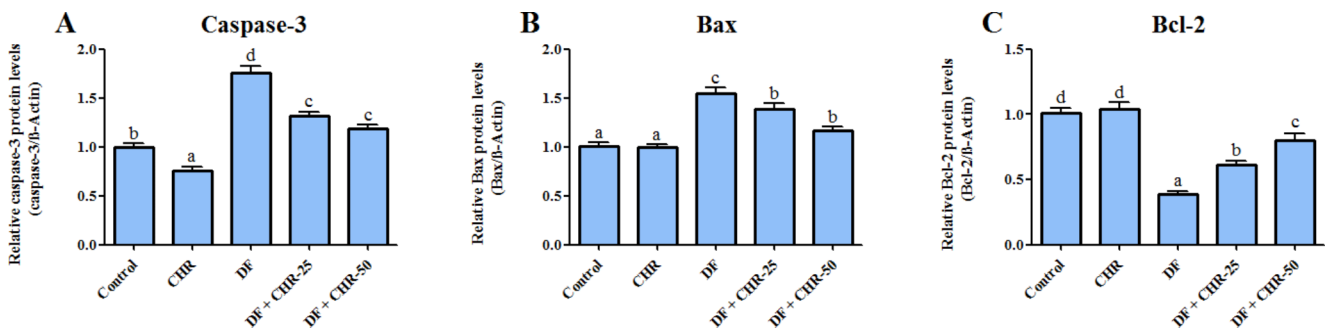 A
Caspase-3
Relative caspase-3 protein levels
(caspase-3/ß-Actin)
2.0
1.5
1.0
0.5
0.0
b
a
d
c
c
Control
CHR
DF
DF + CHR-25
DF + CHR-50
B
Bax
Relative Bax protein levels
(Bax/ß-Actin)
2.0
1.5
1.0
0.5
0.0
a
a
c
b
b
Control
CHR
DF
DF + CHR-25
DF + CHR-50
C
Bcl-2
Relative Bcl-2 protein levels
(Bcl-2/ß-Actin)
1.5
1.0
0.5
0.0
d
d
a
b
c
Control
CHR
DF
DF + CHR-25
DF + CHR-50